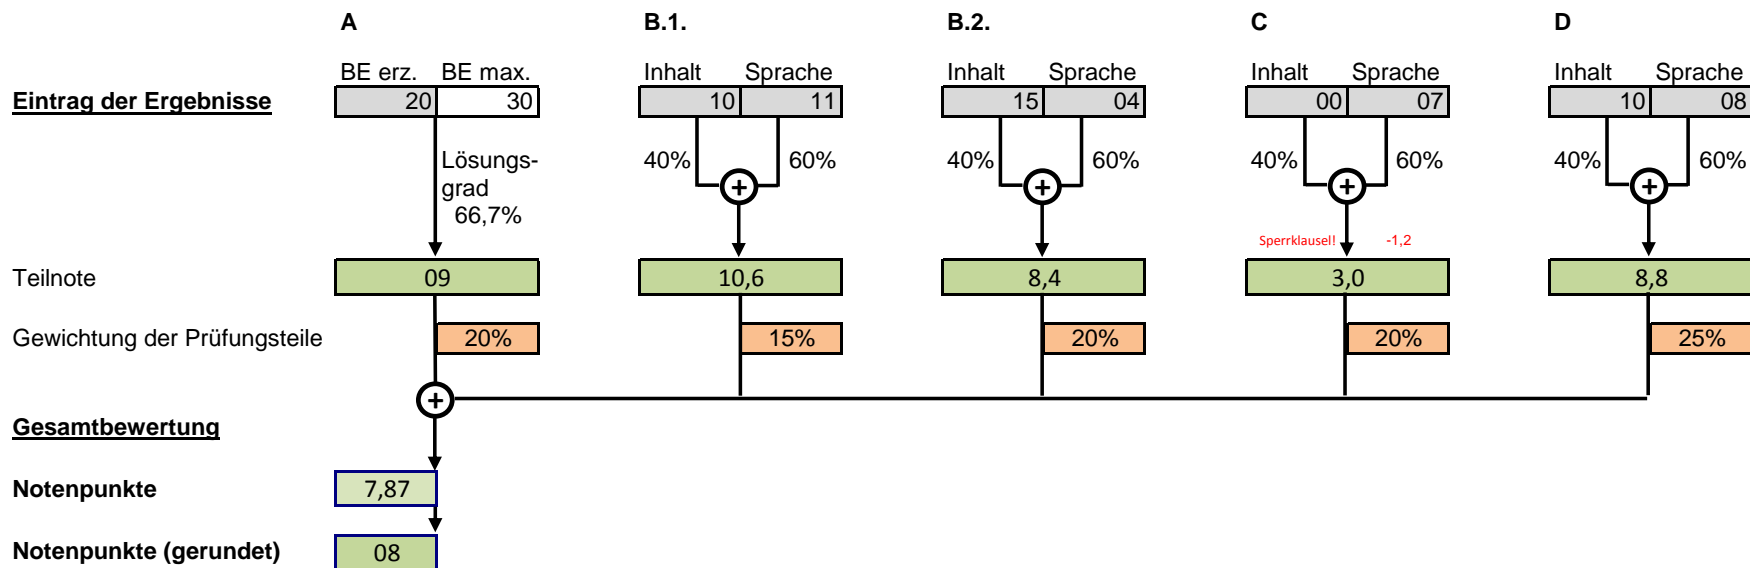 A B.1. B.2. C D
BE erz. BE max. Inhalt Sprache Inhalt Sprache Inhalt Sprache Inhalt Sprache
Eintrag der Ergebnisse 20 30 10 11 15 04 00 07 10 08
40% 60% 40% 60% 40% 60% 40% 60%
Lösungs-
grad
66,7%
+ + + +
Sperrklausel! -1,2
Teilnote 09 10,6 8,4 3,0 8,8
Gewichtung der Prüfungsteile 20% 15% 20% 20% 25%
+
Gesamtbewertung
Notenpunkte 7,87
Notenpunkte (gerundet) 08